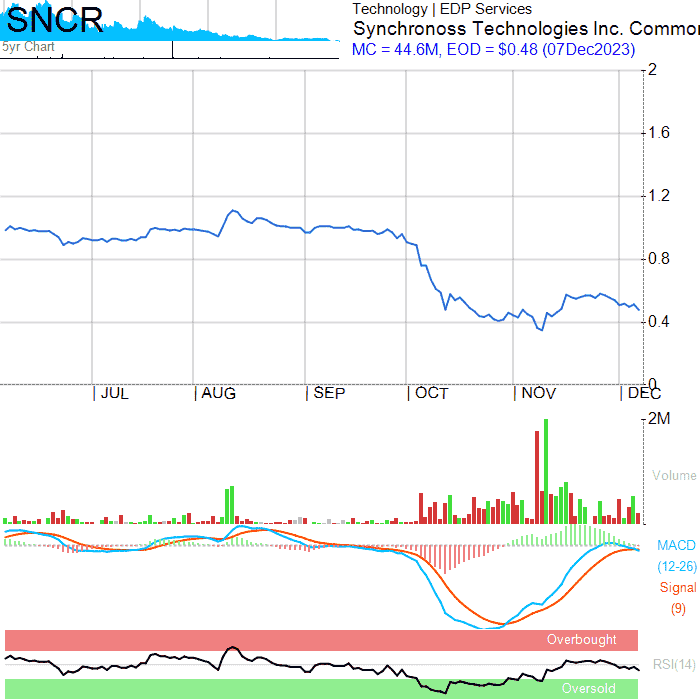 SNCR
5yr Chart
Technology | EDP Services
Synchronoss Technologies Inc. Common
MC = 44.6M, EOD = $0.48 (07Dec2023)
2
1.6
1.2
0.8
0.4
0
JUL AUG SEP OCT NOV DEC
2M
Volume
MACD
(12-26)
Signal
(9)
Overbought
RSI(14)
Oversold